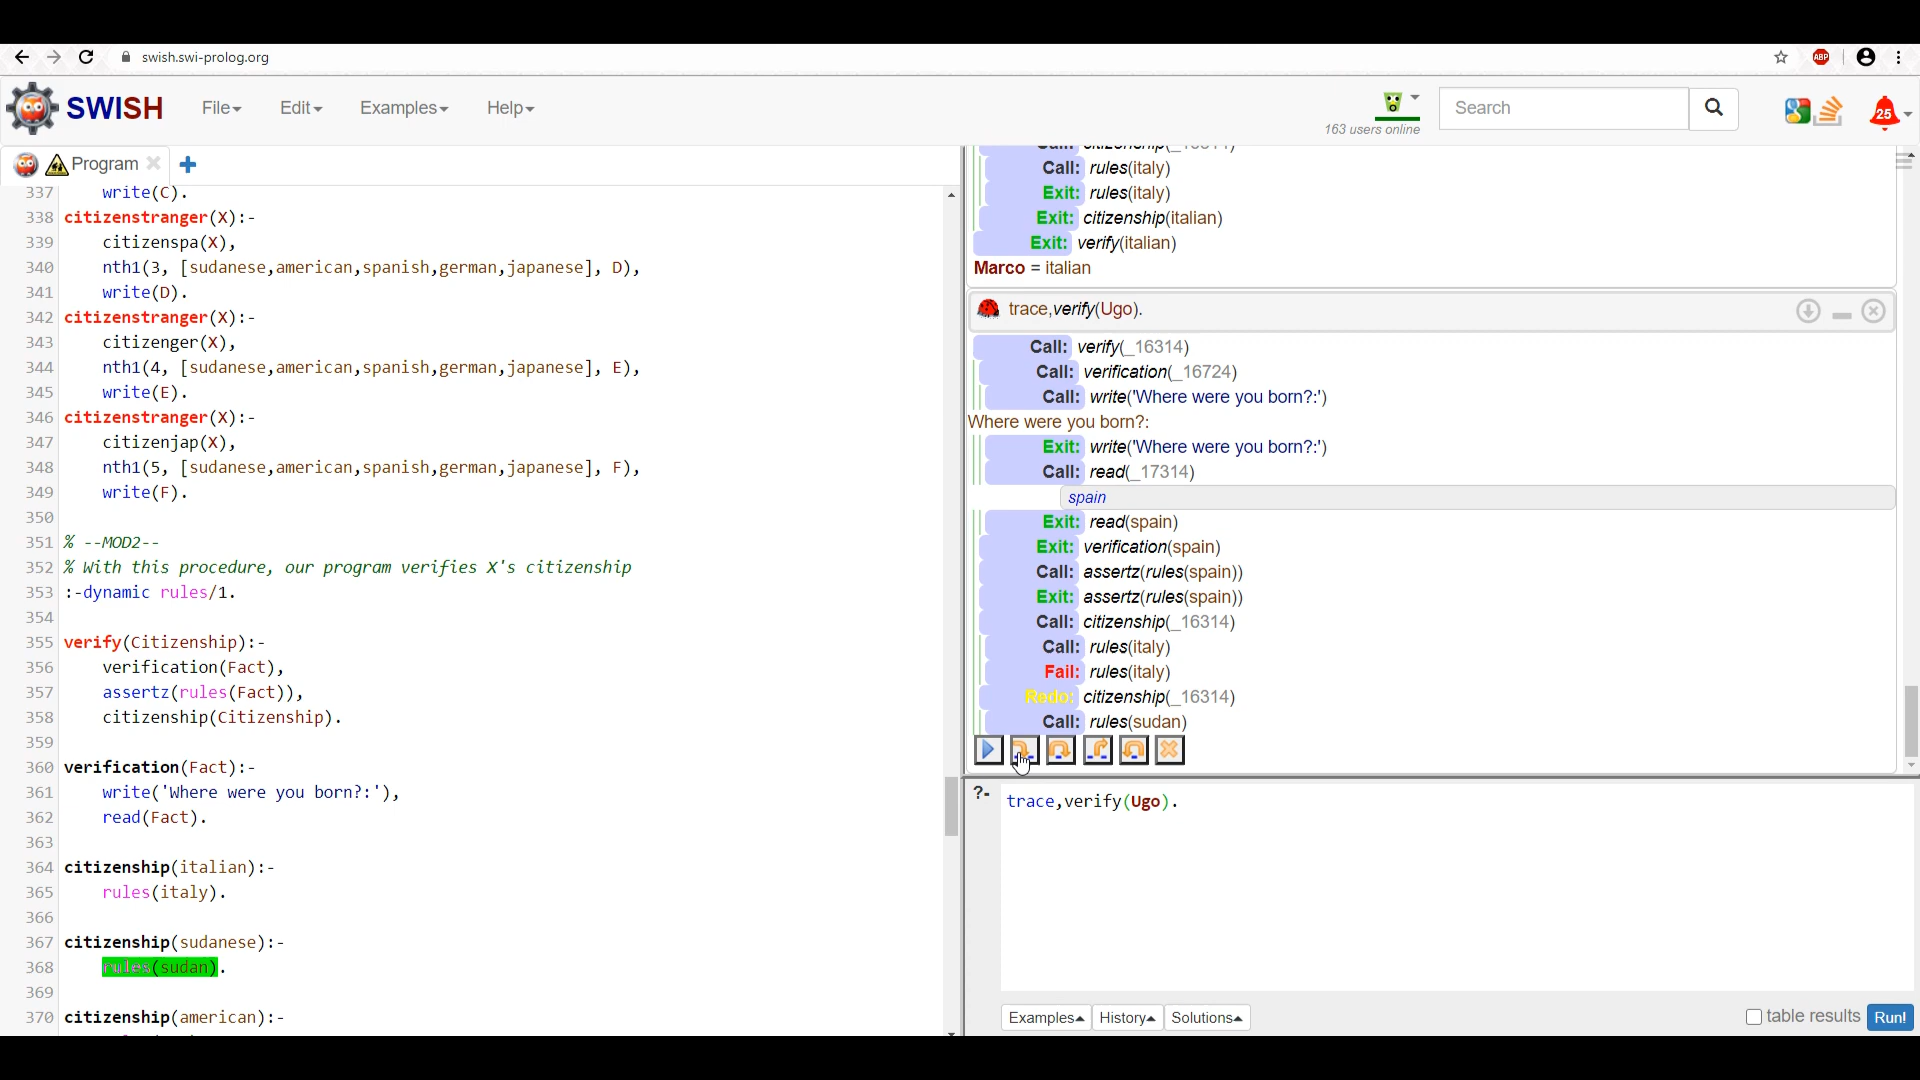 swish.swi-prolog.org
ABP
SWISH
File
Edit
Examples
Help
163 users online
Search
25
Program
337 write(C).
338 citizenstranger(X):-
339 citizenspa(X),
340 nth1(3, [sudanese,american,spanish,german,japanese], D),
341 write(D).
342 citizenstranger(X):-
343 citizenger(X),
344 nth1(4, [sudanese,american,spanish,german,japanese], E),
345 write(E).
346 citizenstranger(X):-
347 citizenjap(X),
348 nth1(5, [sudanese,american,spanish,german,japanese], F),
349 write(F).
350
351 % --MOD2--
352 % With this procedure, our program verifies X's citizenship
353 :-dynamic rules/1.
354
355 verify(Citizenship):-
356 verification(Fact),
357 assertz(rules(Fact)),
358 citizenship(Citizenship).
359
360 verification(Fact):-
361 write('Where were you born?:'),
362 read(Fact).
363
364 citizenship(italian):-
365 rules(italy).
366
367 citizenship(sudanese):-
368 rules(sudan).
369
370 citizenship(american):-
Call: rules(italy)
Exit: rules(italy)
Exit: citizenship(italian)
Exit: verify(italian)
Marco = italian
trace,verify(Ugo).
Call: verify(_16314)
Call: verification(_16724)
Call: write('Where were you born?:')
Where were you born?:
Exit: write('Where were you born?:')
Call: read(_17314)
spain
Exit: read(spain)
Exit: verification(spain)
Call: assertz(rules(spain))
Exit: assertz(rules(spain))
Call: citizenship(_16314)
Call: rules(italy)
Fail: rules(italy)
Redo: citizenship(_16314)
Call: rules(sudan)
?- trace,verify(Ugo).
Examples History Solutions
table results Run!